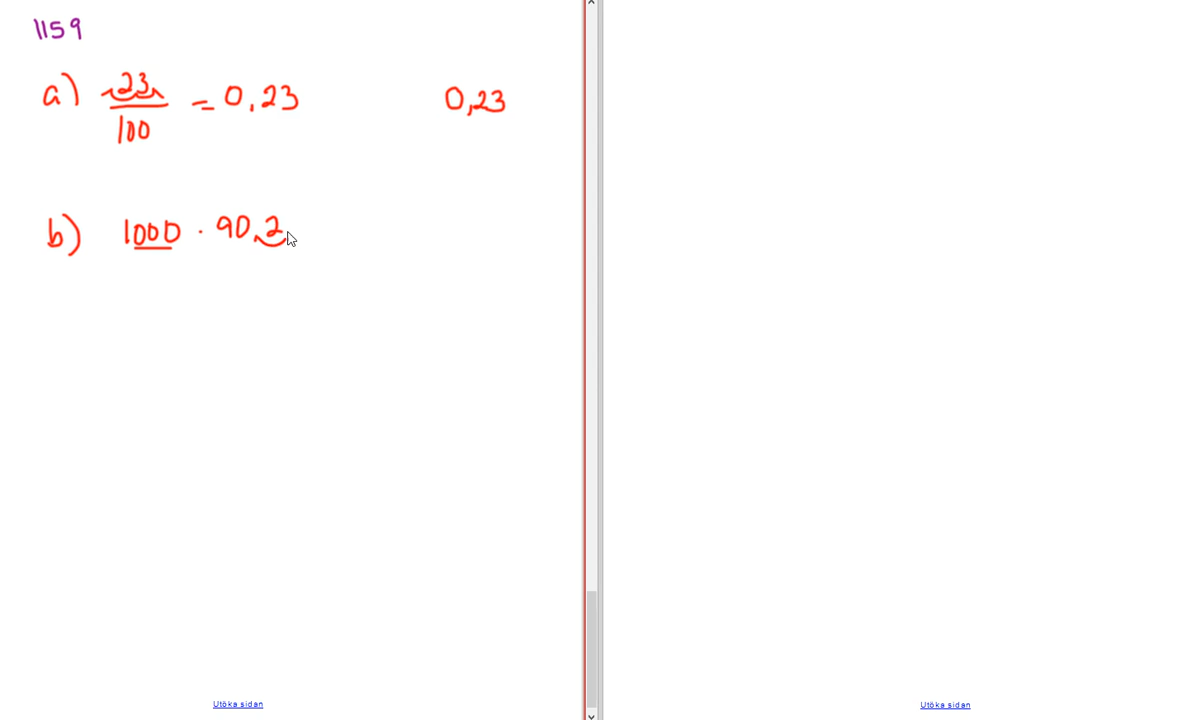 1159
a) 23/100 = 0,23 0,23
b) 1000 · 90,2
Utöka sidan Utöka sidan